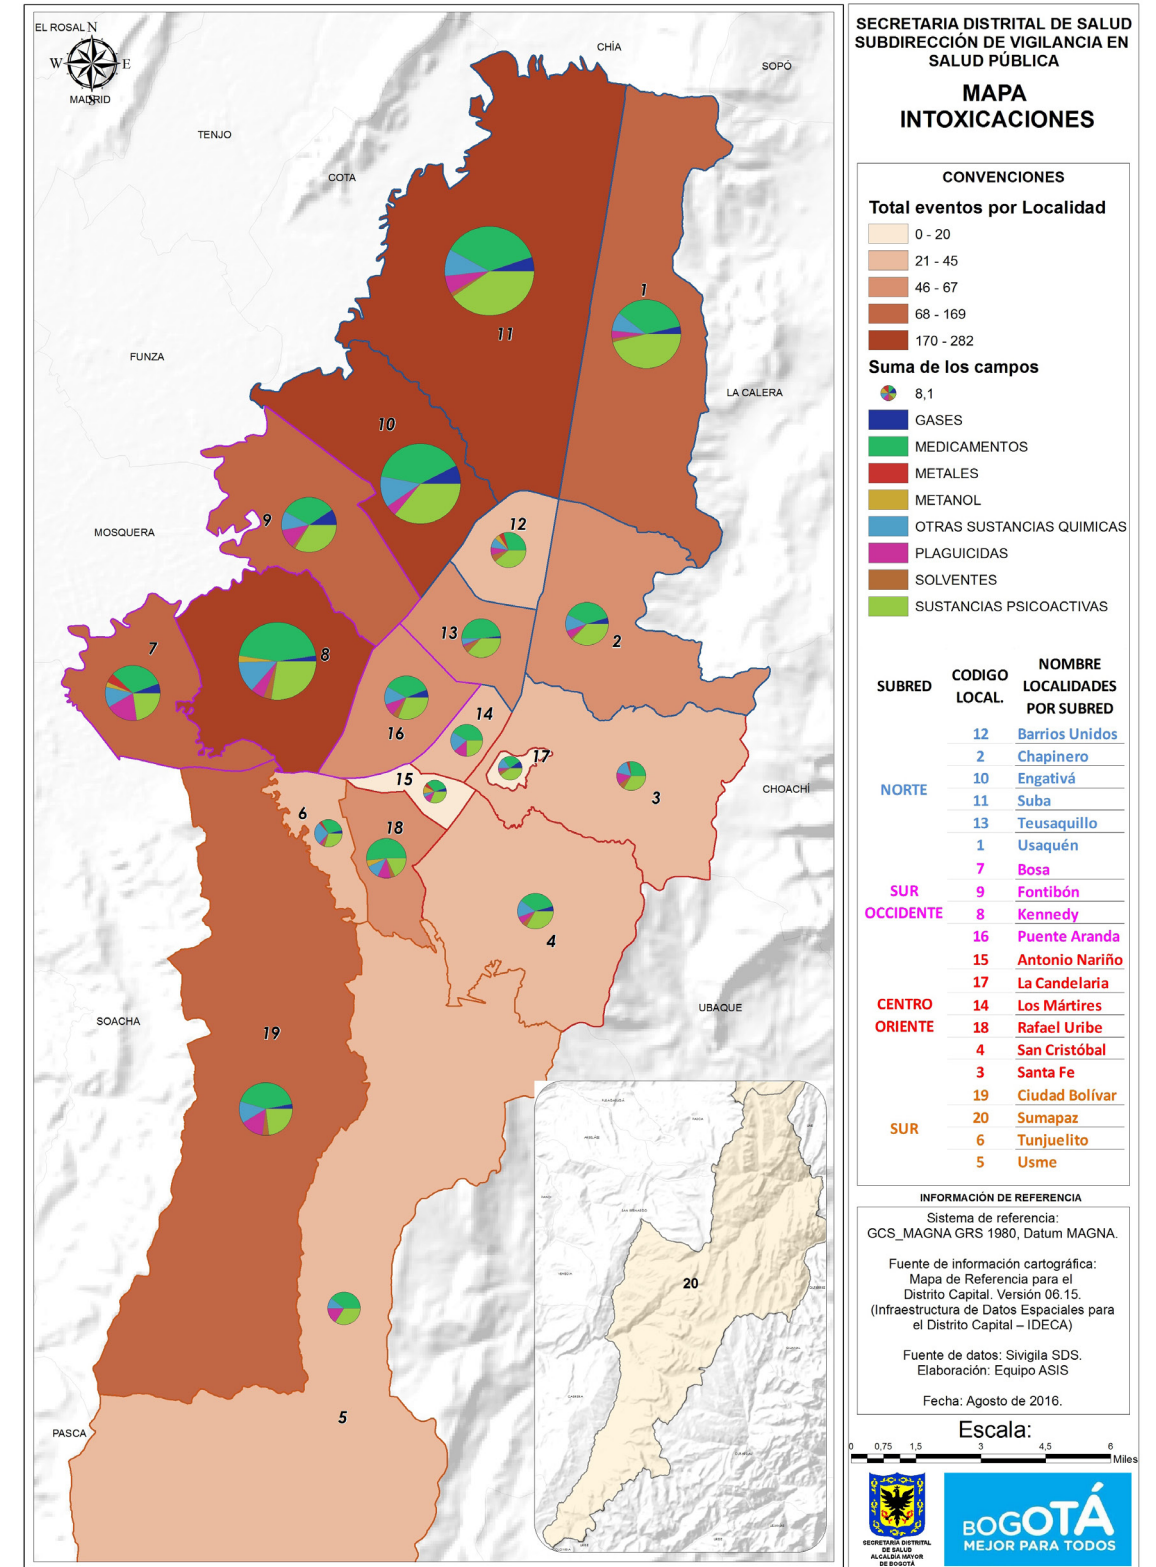 EL ROSAL
N
W
E
S
MADRID
CHÍA
SOPÓ
TENJO
COTA
FUNZA
LA CALERA
MOSQUERA
CHOACHÍ
SOACHA
UBAQUE
PASCA
11
1
10
9
12
13
2
7
8
16
14
17
15
3
6
18
4
19
5
20
SECRETARIA DISTRITAL DE SALUD
SUBDIRECCIÓN DE VIGILANCIA EN
SALUD PÚBLICA
MAPA
INTOXICACIONES
CONVENCIONES
Total eventos por Localidad
0 - 20
21 - 45
46 - 67
68 - 169
170 - 282
Suma de los campos
8,1
GASES
MEDICAMENTOS
METALES
METANOL
OTRAS SUSTANCIAS QUIMICAS
PLAGUICIDAS
SOLVENTES
SUSTANCIAS PSICOACTIVAS
SUBRED
CODIGO
LOCAL.
NOMBRE
LOCALIDADES
POR SUBRED
NORTE
12 Barrios Unidos
2 Chapinero
10 Engativá
11 Suba
13 Teusaquillo
1 Usaquén
SUR
OCCIDENTE
7 Bosa
9 Fontibón
8 Kennedy
16 Puente Aranda
CENTRO
ORIENTE
15 Antonio Nariño
17 La Candelaria
14 Los Mártires
18 Rafael Uribe
4 San Cristóbal
3 Santa Fe
SUR
19 Ciudad Bolívar
20 Sumapaz
6 Tunjuelito
5 Usme
INFORMACIÓN DE REFERENCIA
Sistema de referencia:
GCS_MAGNA GRS 1980, Datum MAGNA.
Fuente de información cartográfica:
Mapa de Referencia para el
Distrito Capital. Versión 06.15.
(Infraestructura de Datos Espaciales para
el Distrito Capital – IDECA)
Fuente de datos: Sivigila SDS.
Elaboración: Equipo ASIS
Fecha: Agosto de 2016.
Escala:
0 0,75 1,5 3 4,5 6
Miles
SECRETARÍA DISTRITAL
DE SALUD
ALCALDÍA MAYOR
DE BOGOTÁ
BOGOTÁ
MEJOR PARA TODOS